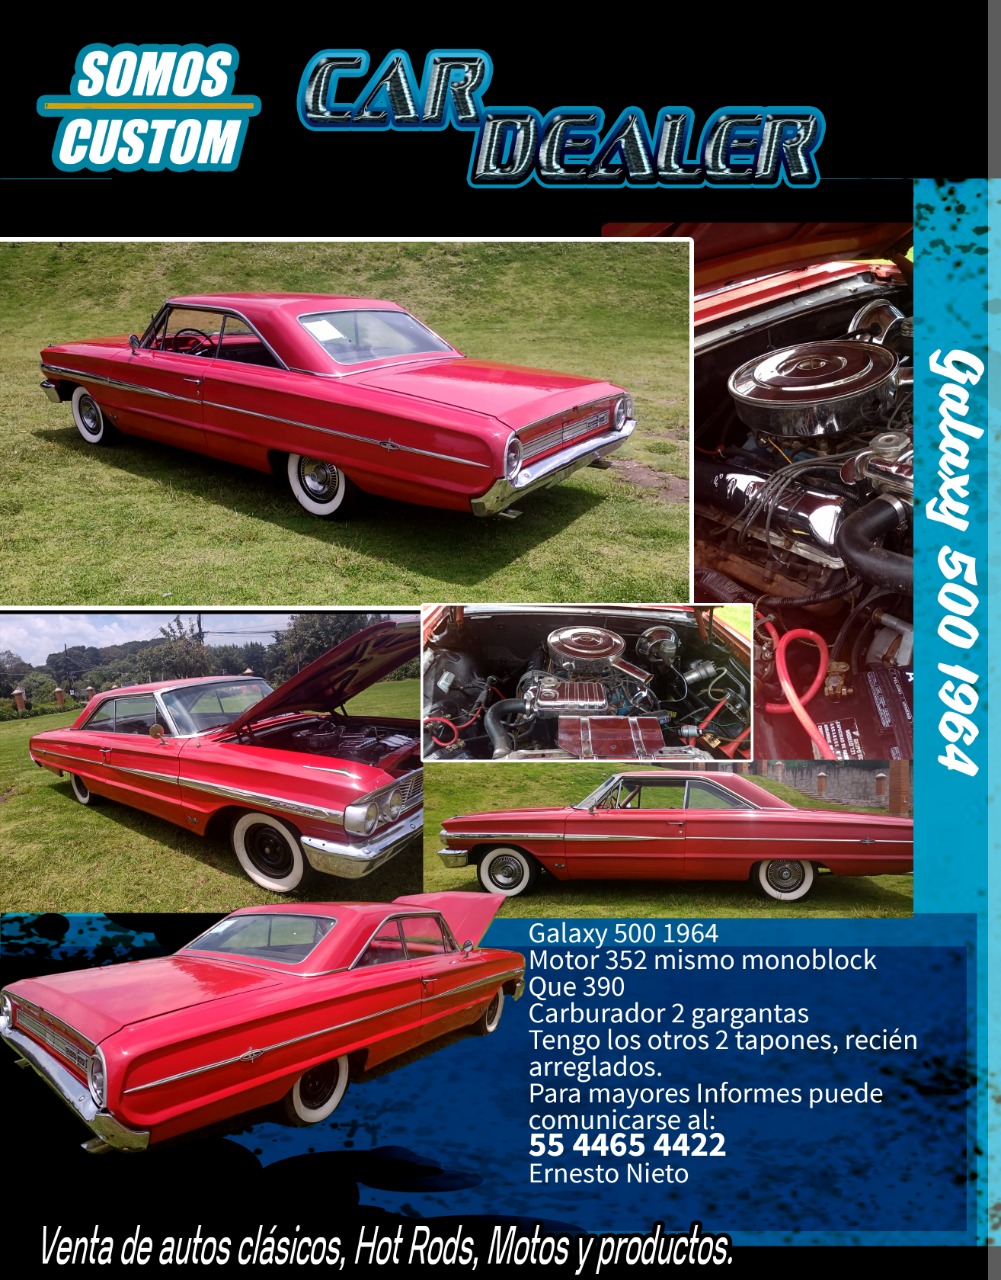 SOMOS
CUSTOM
CAR
DEALER
Galaxy 500 1964
Galaxy 500 1964
Motor 352 mismo monoblock
Que 390
Carburador 2 gargantas
Tengo los otros 2 tapones, recién
arreglados.
Para mayores Informes puede
comunicarse al:
55 4465 4422
Ernesto Nieto
Venta de autos clásicos, Hot Rods, Motos y productos.